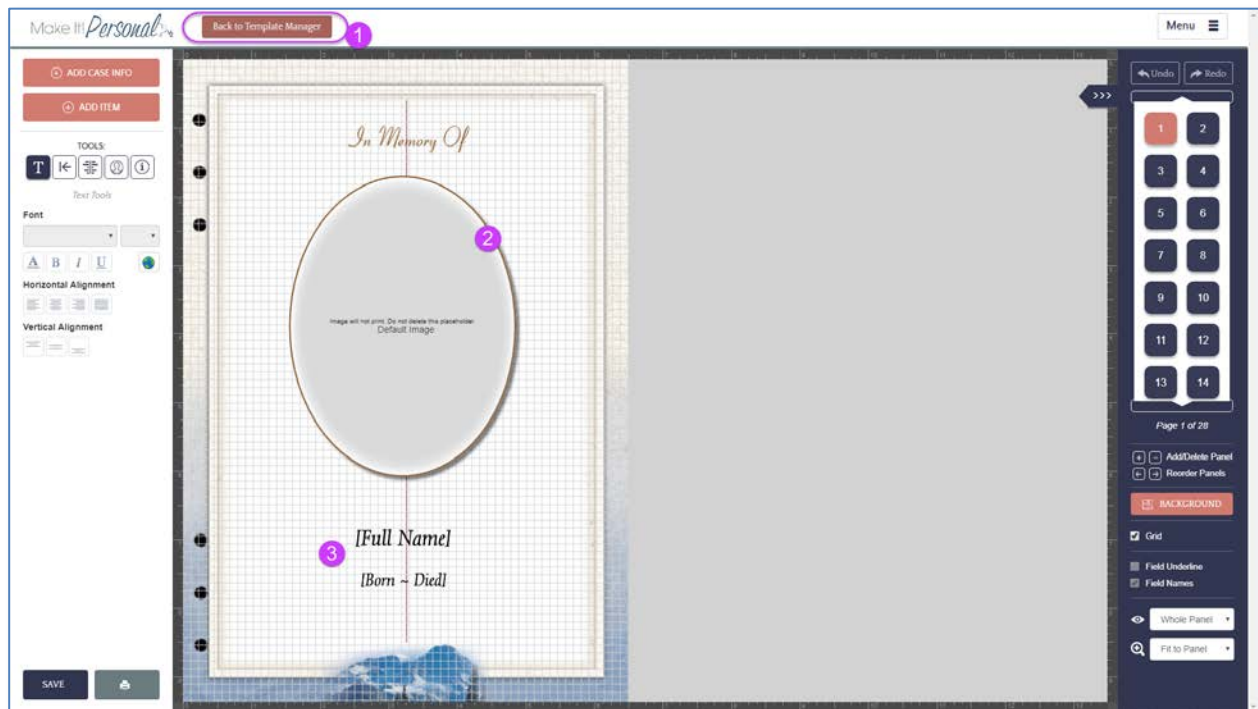 Make It! Personal
Back to Template Manager
1
Menu
ADD CASE INFO
ADD ITEM
TOOLS:
T
Text Tools
Font
A B I U
Horizontal Alignment
Vertical Alignment
SAVE
In Memory Of
2
Image will not print. Do not delete this placeholder
Default Image
3
[Full Name]
[Born ~ Died]
>>>
Undo Redo
1 2
3 4
5 6
7 8
9 10
11 12
13 14
Page 1 of 28
+ - Add/Delete Panel
Reorder Panels
BACKGROUND
Grid
Field Underline
Field Names
Whole Panel
Fit to Panel